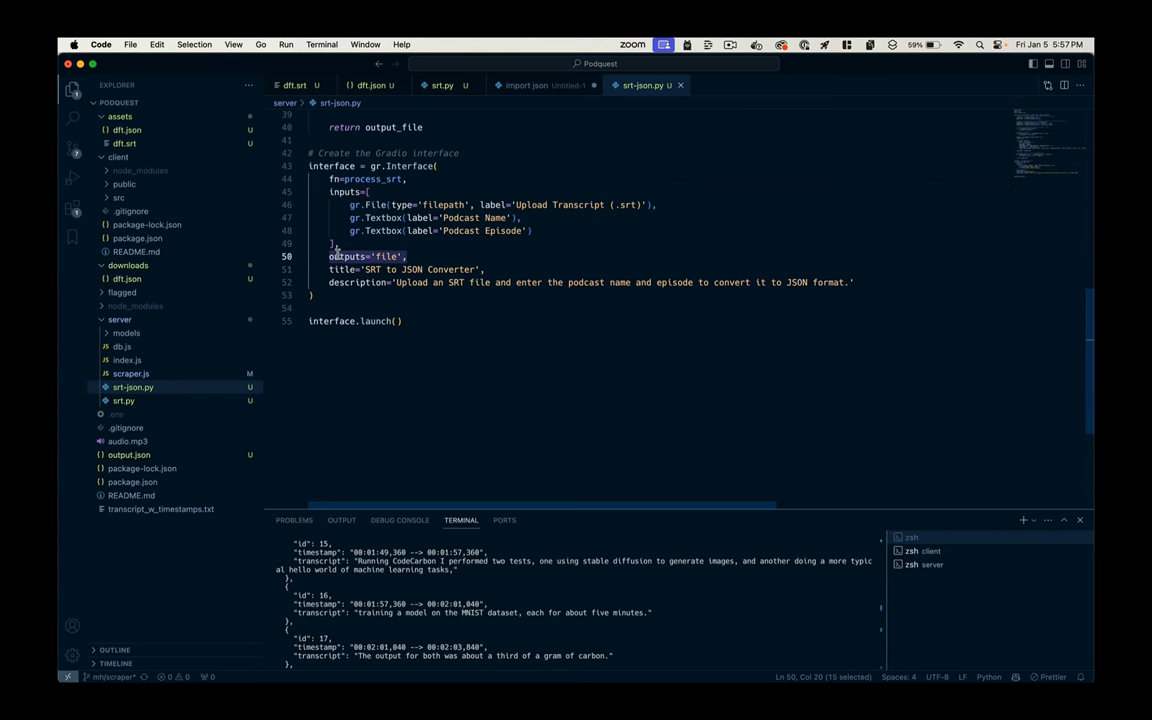 Code File Edit Selection View Go Run Terminal Window Help zoom 59% Fri Jan 5 5:57 PM
Podquest
EXPLORER
PODQUEST
assets
dft.json U
dft.srt U
client
node_modules
public
src
.gitignore
package-lock.json
package.json
README.md
downloads
dft.json U
flagged
node_modules
server
models
JS db.js
JS index.js
JS scraper.js M
srt-json.py U
srt.py U
.env
.gitignore
audio.mp3
output.json U
package-lock.json
package.json
README.md
transcript_w_timestamps.txt
OUTLINE
TIMELINE
dft.srt U dft.json U srt.py U import json Untitled-1 srt-json.py U
server > srt-json.py
39
40 return output_file
41
42 # Create the Gradio interface
43 interface = gr.Interface(
44 fn=process_srt,
45 inputs=[
46 gr.File(type='filepath', label='Upload Transcript (.srt)'),
47 gr.Textbox(label='Podcast Name'),
48 gr.Textbox(label='Podcast Episode')
49 ],
50 outputs='file',
51 title='SRT to JSON Converter',
52 description='Upload an SRT file and enter the podcast name and episode to convert it to JSON format.'
53 )
54
55 interface.launch()
PROBLEMS OUTPUT DEBUG CONSOLE TERMINAL PORTS
"id": 15,
"timestamp": "00:01:49,360 --> 00:01:57,360",
"transcript": "Running CodeCarbon I performed two tests, one using stable diffusion to generate images, and another doing a more typic
al hello world of machine learning tasks,"
},
{
"id": 16,
"timestamp": "00:01:57,360 --> 00:02:01,040",
"transcript": "training a model on the MNIST dataset, each for about five minutes."
},
{
"id": 17,
"timestamp": "00:02:01,040 --> 00:02:03,840",
"transcript": "The output for both was about a third of a gram of carbon."
},
zsh
zsh client
zsh server
mh/scraper* 0 0 0 Ln 50, Col 20 (15 selected) Spaces: 4 UTF-8 LF Python Prettier